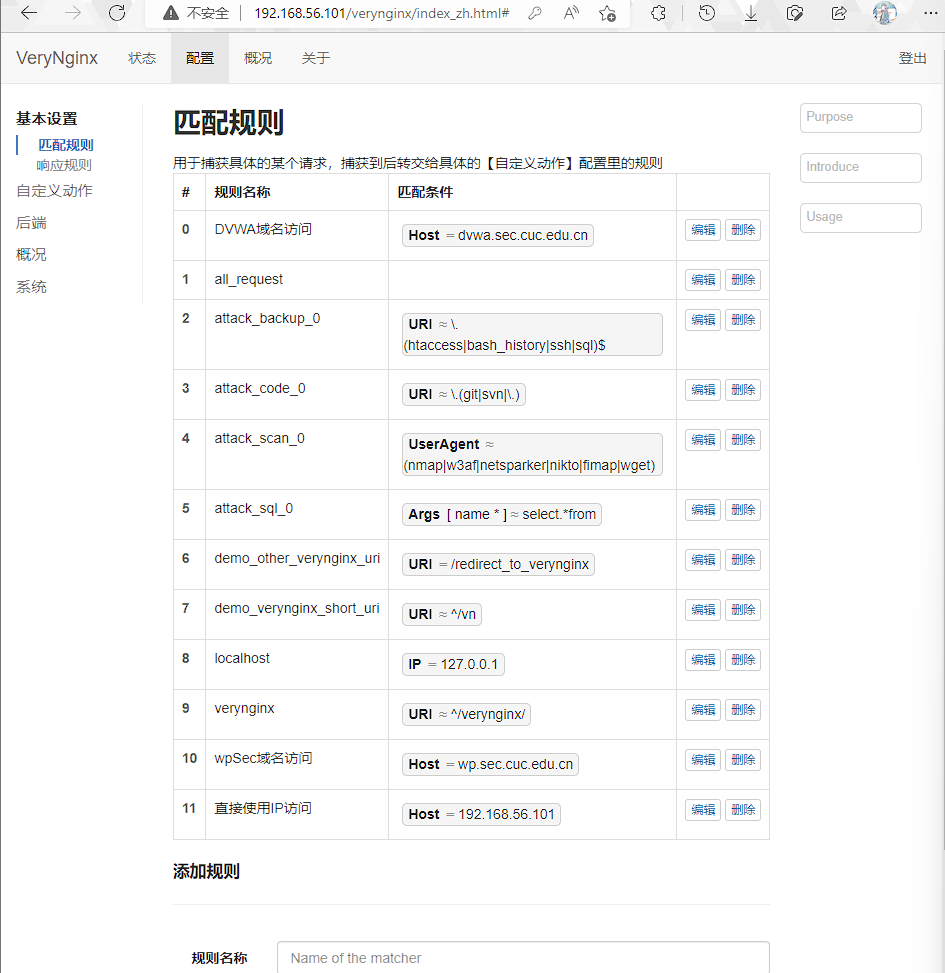 不安全 192.168.56.101/verynginx/index_zh.html#
VeryNginx 状态 配置 概况 关于 登出
基本设置
匹配规则
响应规则
自定义动作
后端
概况
系统
匹配规则
用于捕获具体的某个请求，捕获到后转交给具体的【自定义动作】配置里的规则
# 规则名称 匹配条件
0 DVWA域名访问 Host = dvwa.sec.cuc.edu.cn 编辑 删除
1 all_request 编辑 删除
2 attack_backup_0 URI ≈ \.
(htaccess|bash_history|ssh|sql)$ 编辑 删除
3 attack_code_0 URI ≈ \.(git|svn|\.) 编辑 删除
4 attack_scan_0 UserAgent ≈
(nmap|w3af|netsparker|nikto|fimap|wget) 编辑 删除
5 attack_sql_0 Args [ name * ] ≈ select.*from 编辑 删除
6 demo_other_verynginx_uri URI = /redirect_to_verynginx 编辑 删除
7 demo_verynginx_short_uri URI ≈ ^/vn 编辑 删除
8 localhost IP = 127.0.0.1 编辑 删除
9 verynginx URI ≈ ^/verynginx/ 编辑 删除
10 wpSec域名访问 Host = wp.sec.cuc.edu.cn 编辑 删除
11 直接使用IP访问 Host = 192.168.56.101 编辑 删除
添加规则
规则名称 Name of the matcher
Purpose
Introduce
Usage